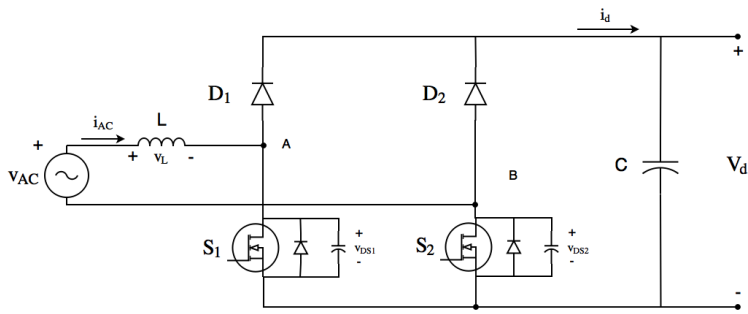 i_d
+
D₁
D₂
i_AC
L
+
+
v_L
-
A
v_AC
B
C
V_d
S₁
+
v_DS1
-
S₂
+
v_DS2
-
-